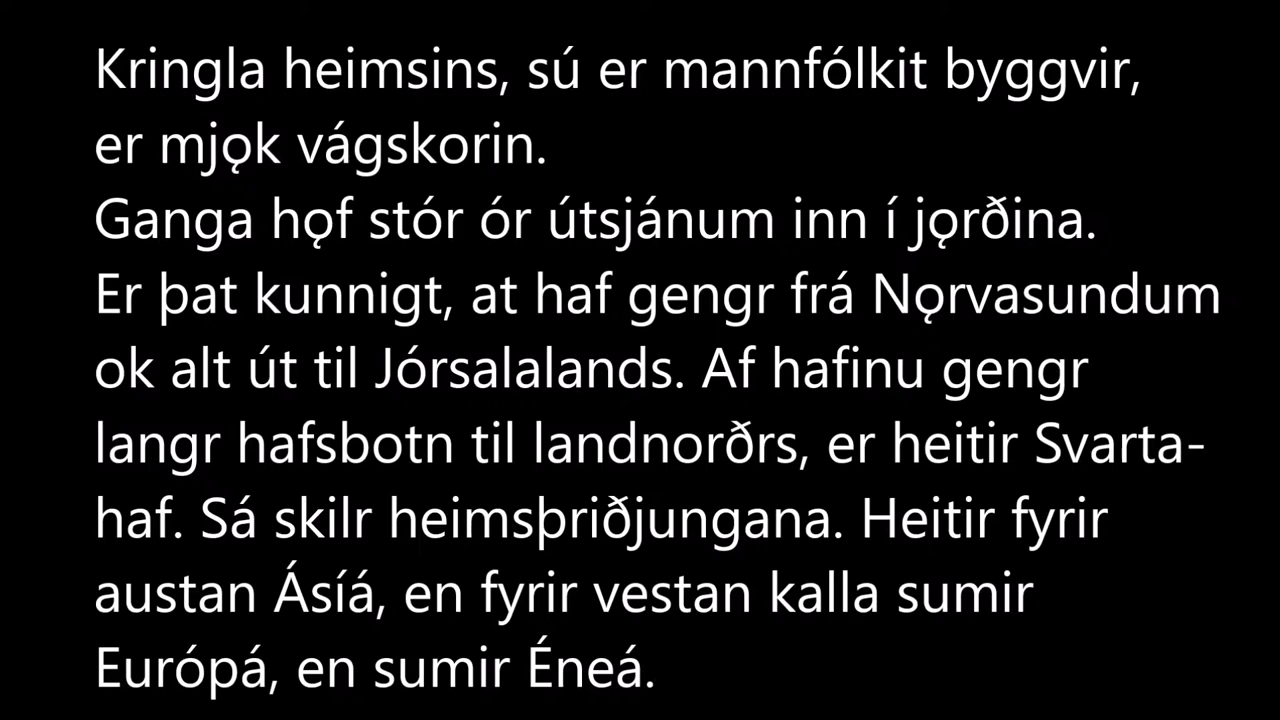 Kringla heimsins, sú er mannfólkit byggvir,
er mjǫk vágskorin.
Ganga hǫf stór ór útsjánum inn í jǫrðina.
Er þat kunnigt, at haf gengr frá Nǫrvasundum
ok alt út til Jórsalalands. Af hafinu gengr
langr hafsbotn til landnorðrs, er heitir Svarta-
haf. Sá skilr heimsþriðjungana. Heitir fyrir
austan Ásíá, en fyrir vestan kalla sumir
Európá, en sumir Éneá.